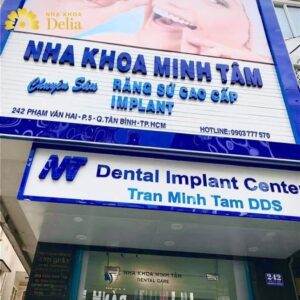 NHA KHOA
Delia
NHA KHOA MINH TÂM
Chuyên Sâu RĂNG SỨ CAO CẤP
IMPLANT
242 PHẠM VĂN HAI - P.5 - Q.TÂN BÌNH - TP.HCM
HOTLINE: 0903 777 570
MT Dental Implant Center
Tran Minh Tam DDS
NHA KHOA MINH TÂM
DENTAL CARE
242